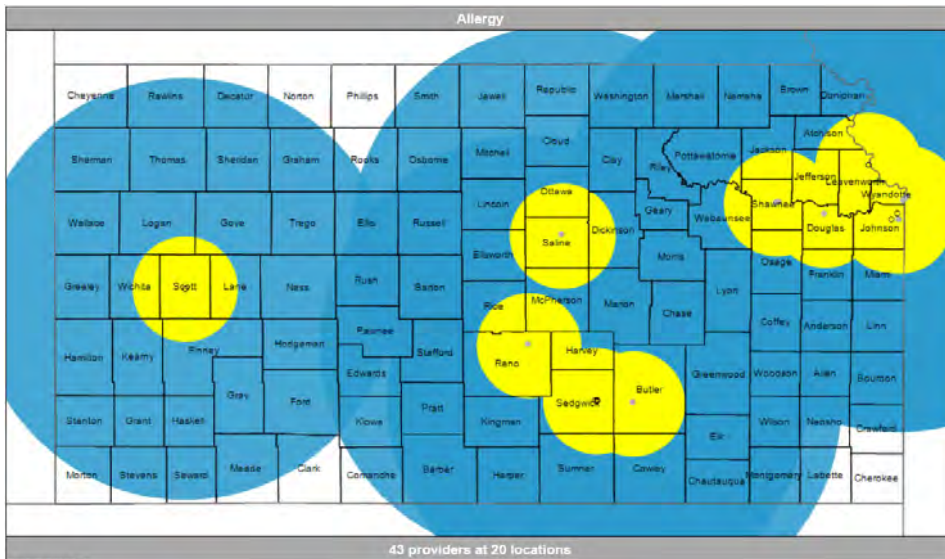 Allergy
Cheyenne Rawlins Decatur Norton Phillips Smith Jewell Republic Washington Marshall Nemaha Brown Doniphan
Sherman Thomas Sheridan Graham Rooks Osborne Mitchell Cloud Clay Riley Pottawatomie Jackson Atchison
Jefferson Leavenworth Wyandotte
Wallace Logan Gove Trego Ellis Russell Lincoln Ottawa Saline Dickinson Geary Wabaunsee Shawnee Douglas Johnson
Ellsworth Morris Osage Franklin Miami
Greeley Wichita Scott Lane Ness Rush Barton Rice McPherson Marion Chase Lyon
Coffey Anderson Linn
Hamilton Kearny Finney Hodgeman Pawnee Stafford Reno Harvey
Edwards Sedgwick Butler Greenwood Woodson Allen Bourbon
Stanton Grant Haskell Gray Ford Kiowa Pratt Kingman Elk Wilson Neosho Crawford
Morton Stevens Seward Meade Clark Comanche Barber Harper Sumner Cowley Chautauqua Montgomery Labette Cherokee
43 providers at 20 locations